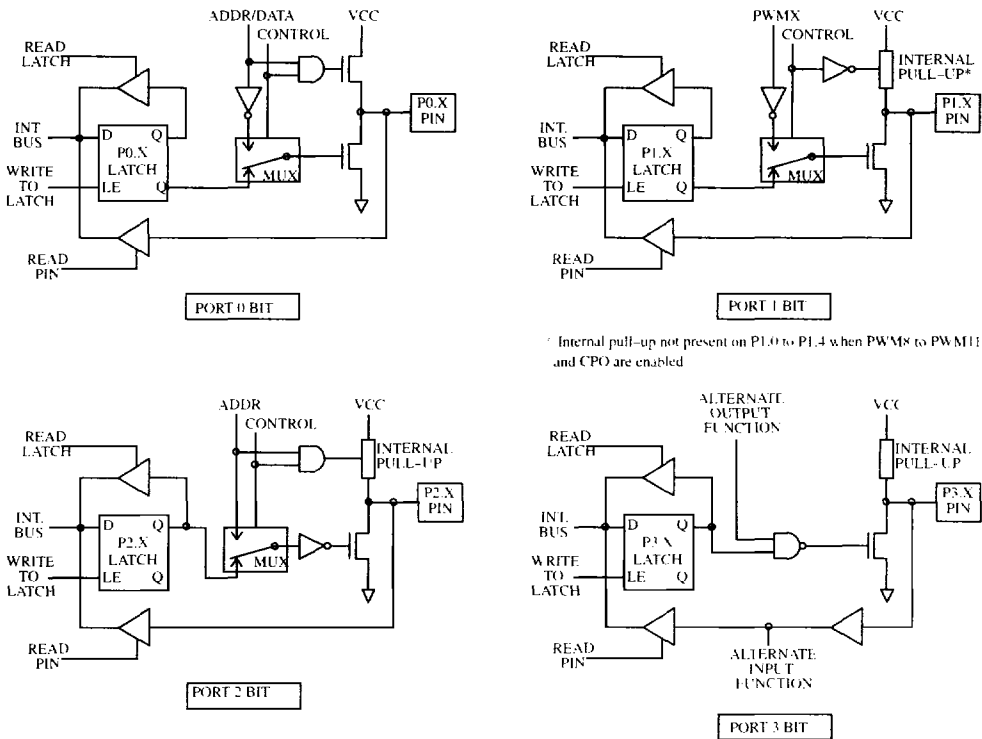 ADDR/DATA
CONTROL
VCC
READ
LATCH
P0.X
PIN
INT.
BUS
D Q
P0.X
LATCH
WRITE
TO
LATCH
LE Q
MUX
READ
PIN
PORT 0 BIT
PWMX
CONTROL
VCC
READ
LATCH
INTERNAL
PULL-UP*
P1.X
PIN
INT.
BUS
D Q
P1.X
LATCH
WRITE
TO
LATCH
LE Q
MUX
READ
PIN
PORT 1 BIT
* Internal pull-up not present on P1.0 to P1.4 when PWM8 to PWM11
and CPO are enabled
ADDR
CONTROL
VCC
READ
LATCH
INTERNAL
PULL-UP
P2.X
PIN
INT.
BUS
D Q
P2.X
LATCH
WRITE
TO
LATCH
LE Q
MUX
READ
PIN
PORT 2 BIT
ALTERNATE
OUTPUT
FUNCTION
VCC
READ
LATCH
INTERNAL
PULL-UP
P3.X
PIN
INT.
BUS
D Q
P3.X
LATCH
WRITE
TO
LATCH
LE Q
READ
PIN
ALTERNATE
INPUT
FUNCTION
PORT 3 BIT